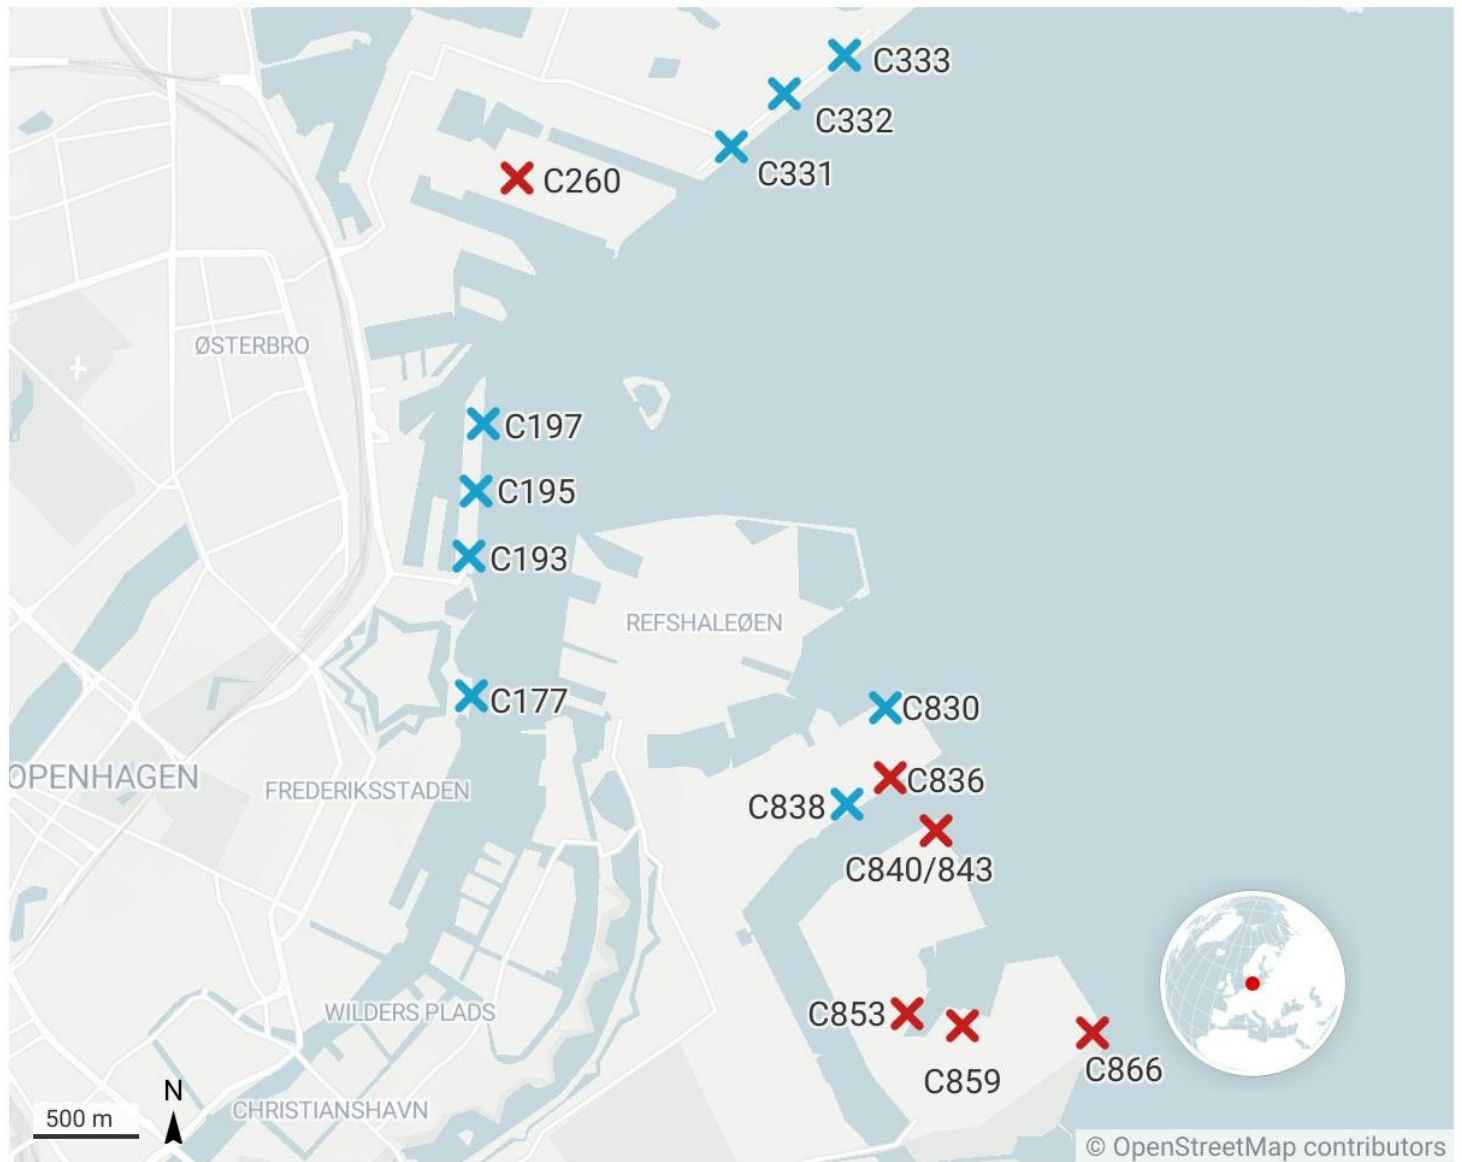 C333
C332
C331
C260
ØSTERBRO
C197
C195
C193
REFSHALEØEN
C177
C830
OPENHAGEN
FREDERIKSSTADEN
C836
C838
C840/843
WILDERS PLADS
C853
C859
C866
N
500 m
CHRISTIANSHAVN
© OpenStreetMap contributors